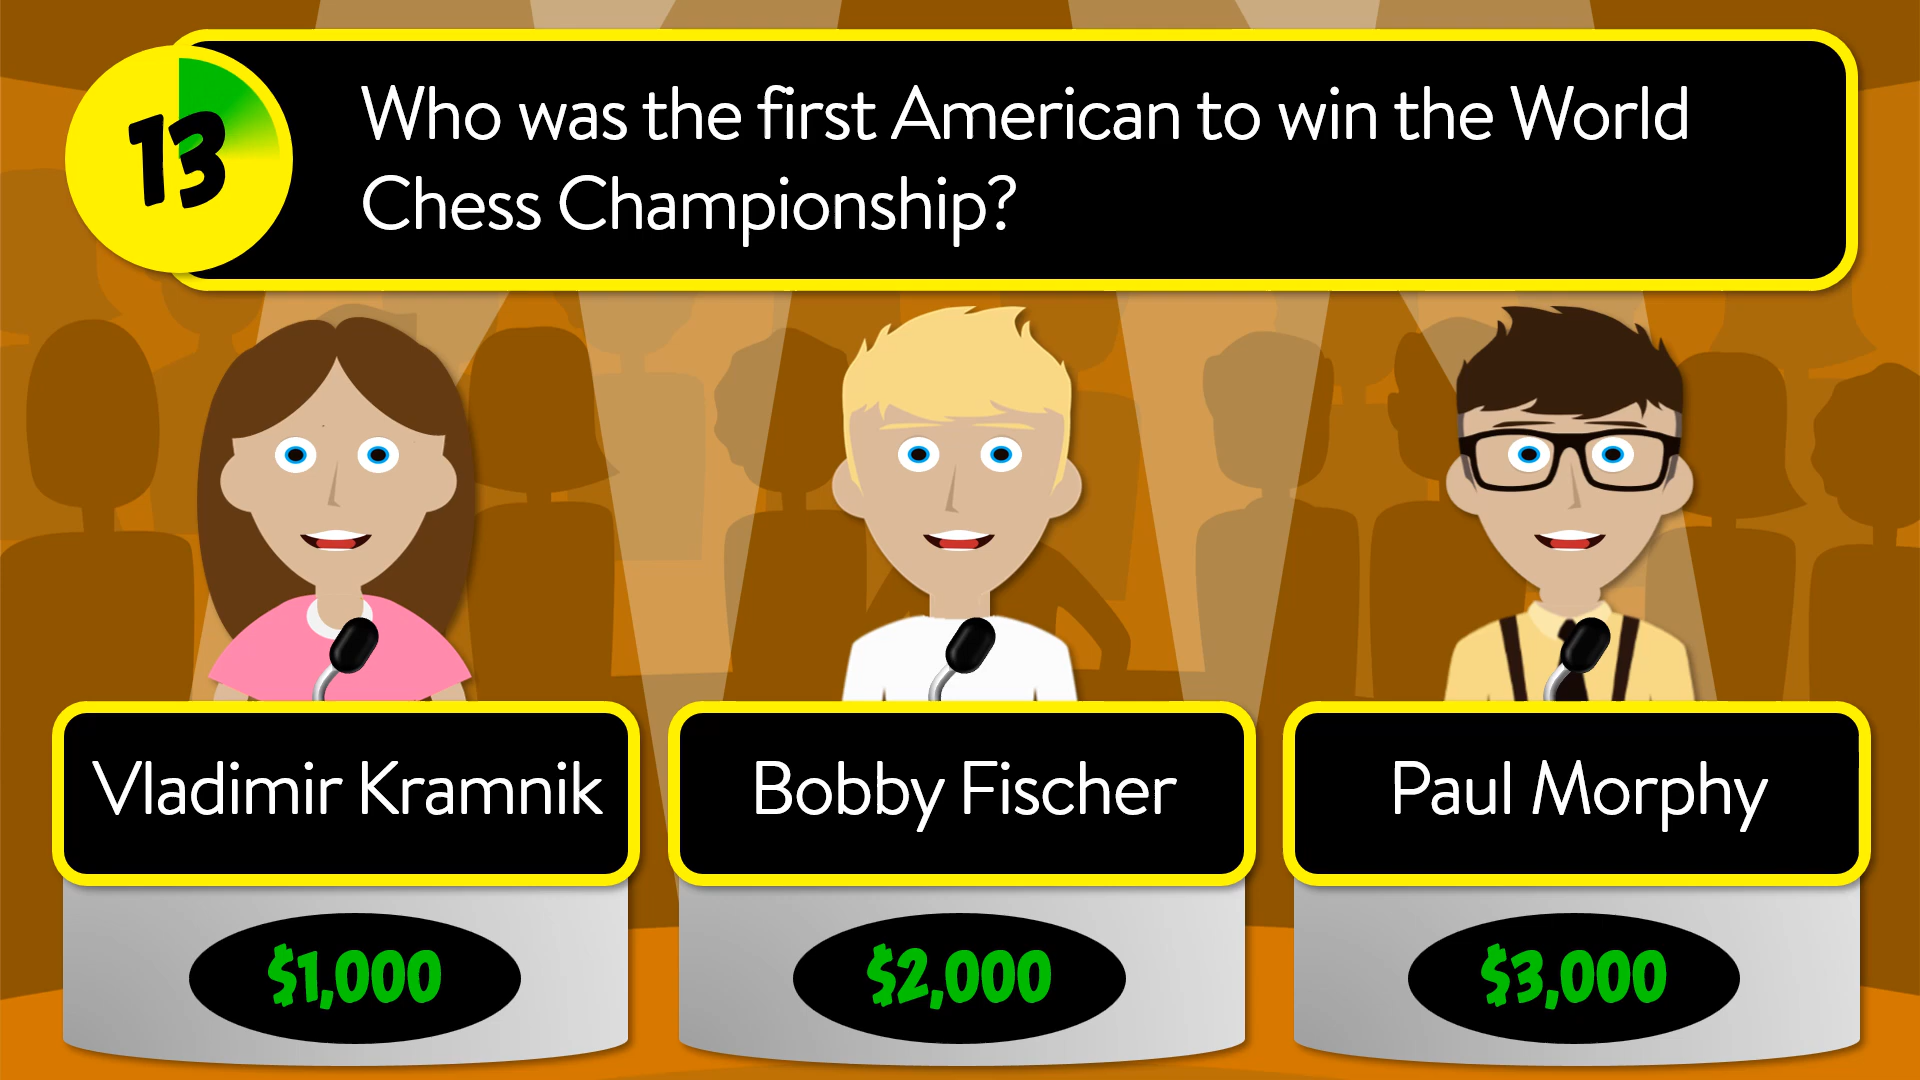 13
Who was the first American to win the World
Chess Championship?
Vladimir Kramnik
Bobby Fischer
Paul Morphy
$1,000
$2,000
$3,000